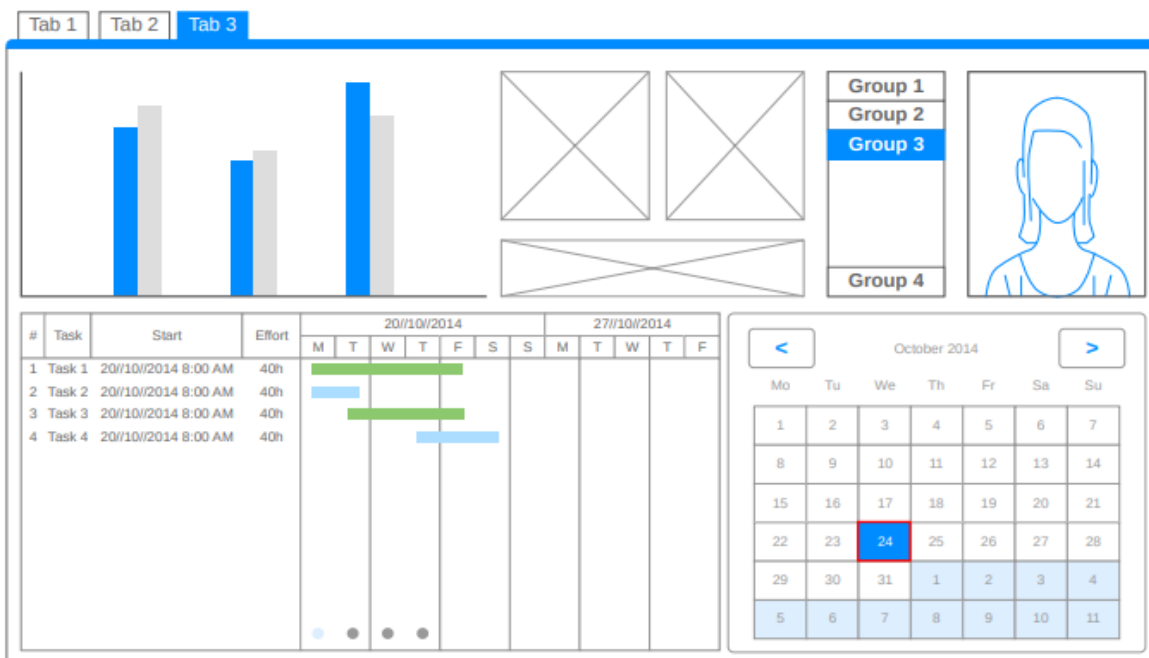 Tab 1 Tab 2 Tab 3
Group 1
Group 2
Group 3
Group 4
# Task Start Effort 20//10//2014 27//10//2014
M T W T F S S M T W T F
1 Task 1 20//10//2014 8:00 AM 40h
2 Task 2 20//10//2014 8:00 AM 40h
3 Task 3 20//10//2014 8:00 AM 40h
4 Task 4 20//10//2014 8:00 AM 40h
< October 2014 >
Mo Tu We Th Fr Sa Su
1 2 3 4 5 6 7
8 9 10 11 12 13 14
15 16 17 18 19 20 21
22 23 24 25 26 27 28
29 30 31 1 2 3 4
5 6 7 8 9 10 11